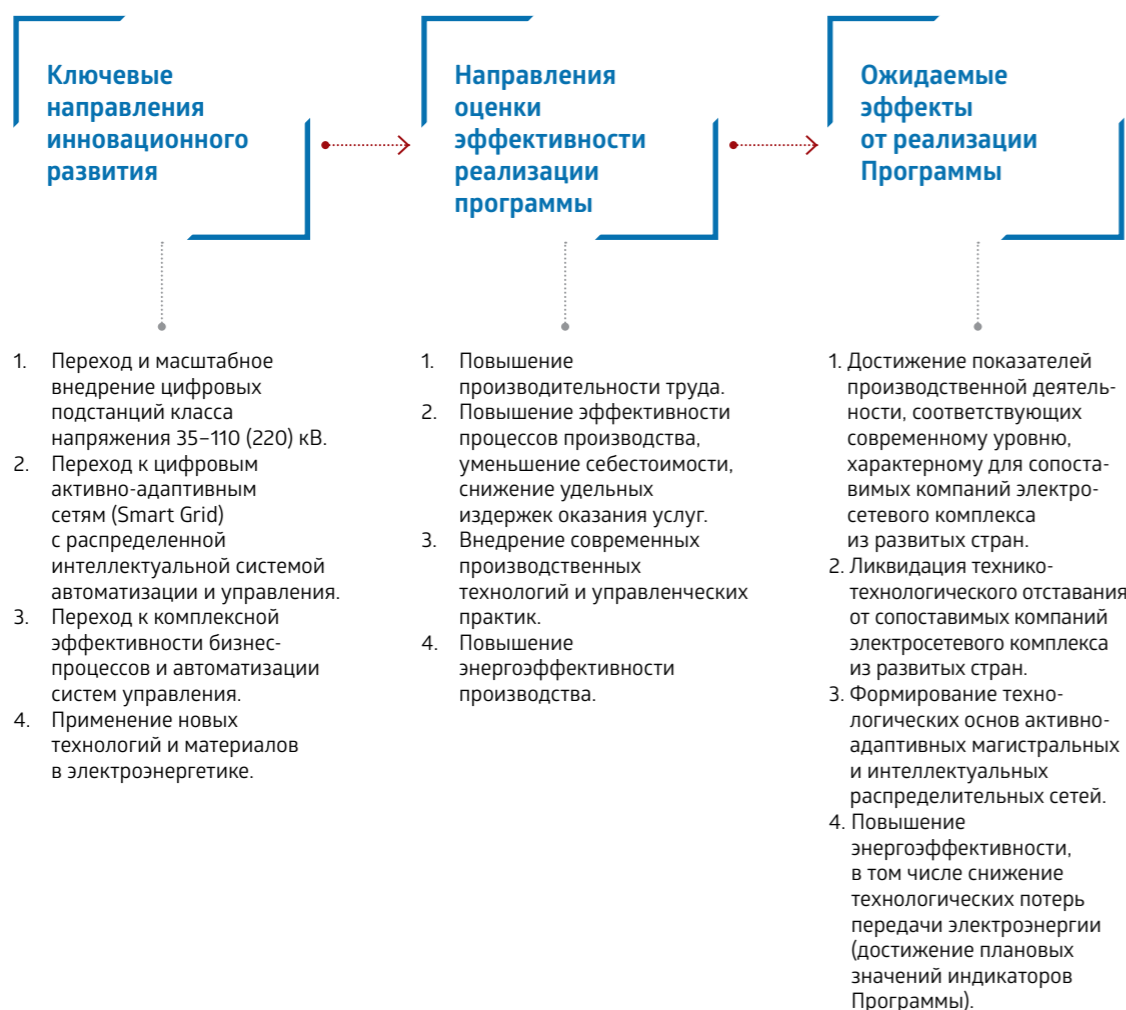 Ключевые
направления
инновационного
развития
Направления
оценки
эффективности
реализации
программы
Ожидаемые
эффекты
от реализации
Программы
1. Переход и масштабное
внедрение цифровых
подстанций класса
напряжения 35–110 (220) кВ.
2. Переход к цифровым
активно-адаптивным
сетям (Smart Grid)
с распределенной
интеллектуальной системой
автоматизации и управления.
3. Переход к комплексной
эффективности бизнес-
процессов и автоматизации
систем управления.
4. Применение новых
технологий и материалов
в электроэнергетике.
1. Повышение
производительности труда.
2. Повышение эффективности
процессов производства,
уменьшение себестоимости,
снижение удельных
издержек оказания услуг.
3. Внедрение современных
производственных
технологий и управленческих
практик.
4. Повышение
энергоэффективности
производства.
1. Достижение показателей
производственной деятель-
ности, соответствующих
современному уровню,
характерному для сопоста-
вимых компаний электро-
сетевого комплекса
из развитых стран.
2. Ликвидация технико-
технологического отставания
от сопоставимых компаний
электросетевого комплекса
из развитых стран.
3. Формирование техно-
логических основ активно-
адаптивных магистральных
и интеллектуальных
распределительных сетей.
4. Повышение
энергоэффективности,
в том числе снижение
технологических потерь
передачи электроэнергии
(достижение плановых
значений индикаторов
Программы).